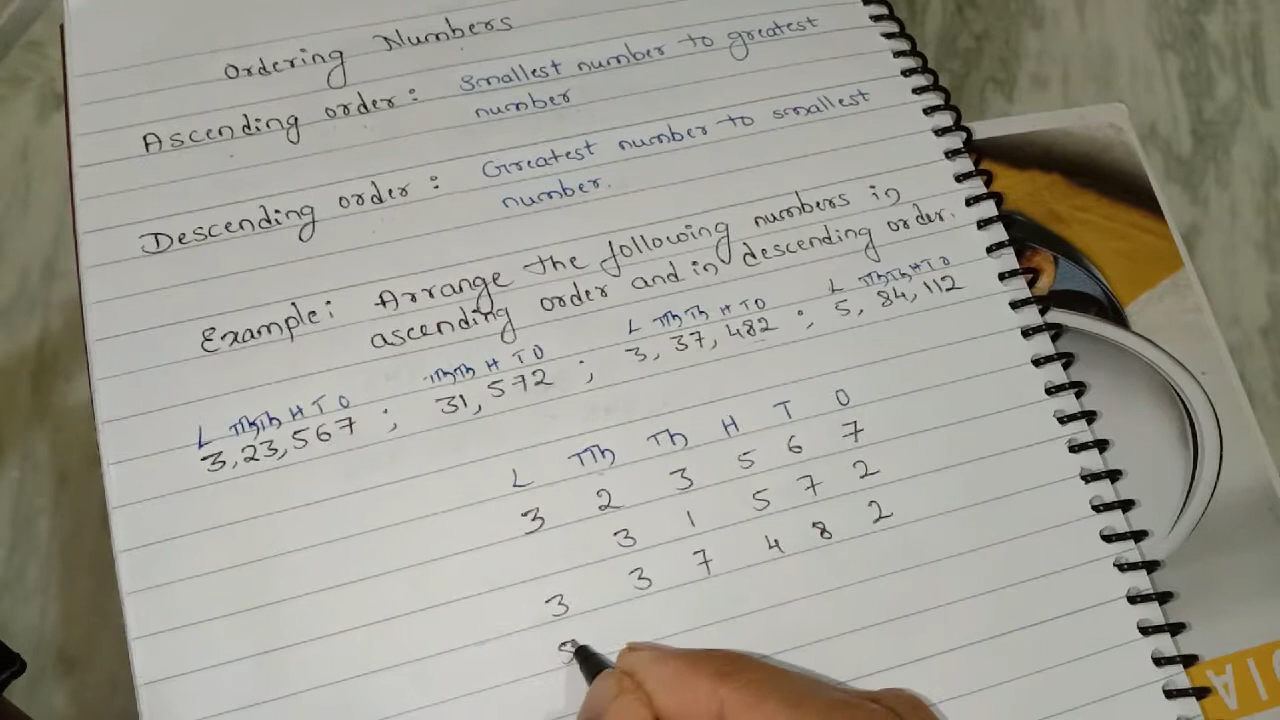 Ordering Numbers
Ascending order: Smallest number to greatest
number
Descending order: Greatest number to smallest
number.
Example: Arrange the following numbers in
ascending order and in descending order.
L TTh Th H T O TTh Th H T O L TTh Th H T O L TTh Th H T O
3,23,567 ; 31,572 ; 3,37,482 ; 5,84,112
L TTh Th H T O
3 2 3 5 6 7
3 1 5 7 2
3 3 7 4 8 2
5